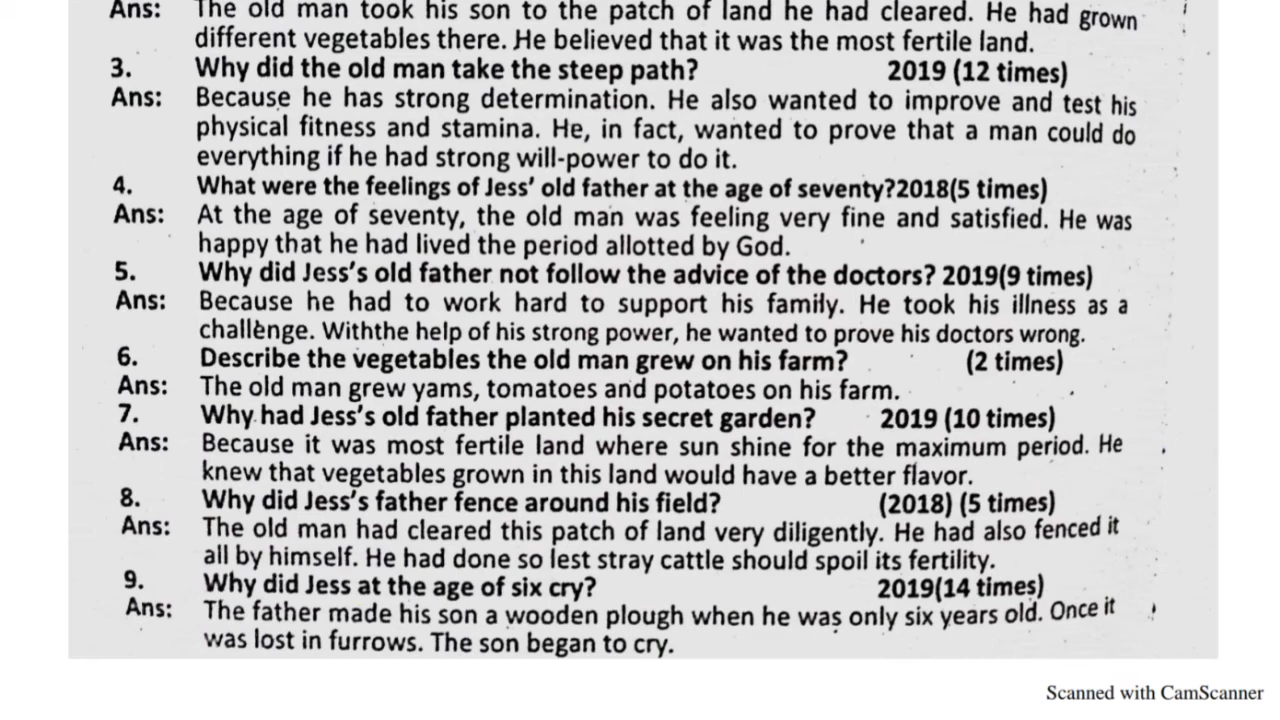 Ans: The old man took his son to the patch of land he had cleared. He had grown
different vegetables there. He believed that it was the most fertile land.
3. Why did the old man take the steep path? 2019 (12 times)
Ans: Because he has strong determination. He also wanted to improve and test his
physical fitness and stamina. He, in fact, wanted to prove that a man could do
everything if he had strong will-power to do it.
4. What were the feelings of Jess' old father at the age of seventy?2018(5 times)
Ans: At the age of seventy, the old man was feeling very fine and satisfied. He was
happy that he had lived the period allotted by God.
5. Why did Jess's old father not follow the advice of the doctors? 2019(9 times)
Ans: Because he had to work hard to support his family. He took his illness as a
challenge. Withthe help of his strong power, he wanted to prove his doctors wrong.
6. Describe the vegetables the old man grew on his farm? (2 times)
Ans: The old man grew yams, tomatoes and potatoes on his farm.
7. Why had Jess's old father planted his secret garden? 2019 (10 times)
Ans: Because it was most fertile land where sun shine for the maximum period. He
knew that vegetables grown in this land would have a better flavor.
8. Why did Jess's father fence around his field? (2018) (5 times)
Ans: The old man had cleared this patch of land very diligently. He had also fenced it
all by himself. He had done so lest stray cattle should spoil its fertility.
9. Why did Jess at the age of six cry? 2019(14 times)
Ans: The father made his son a wooden plough when he was only six years old. Once it
was lost in furrows. The son began to cry.
Scanned with CamScanner